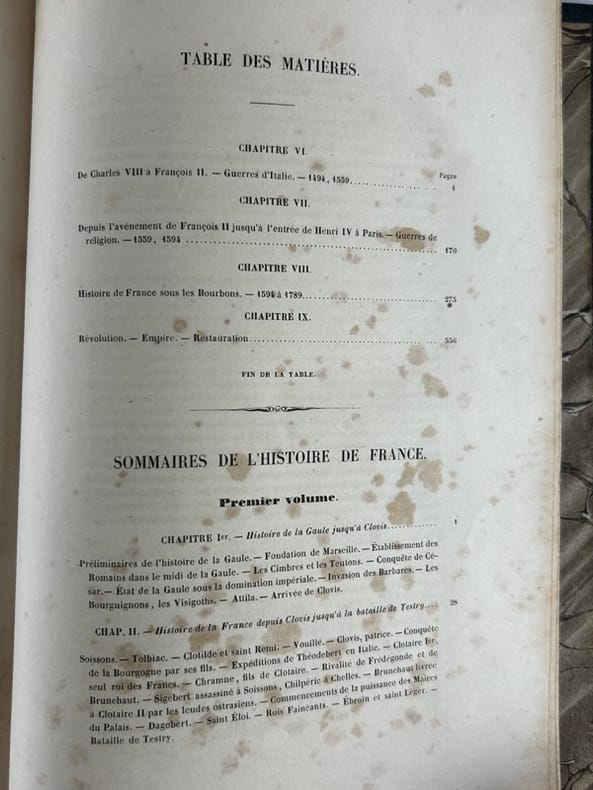 TABLE DES MATIÈRES.
CHAPITRE VI.
Pages
De Charles VIII à François II. — Guerres d'Italie. — 1494, 1559.................. 1
CHAPITRE VII.
Depuis l'avénement de François II jusqu'à l'entrée de Henri IV à Paris. — Guerres de
religion. — 1559, 1594 .................................................. 170
CHAPITRE VIII.
Histoire de France sous les Bourbons. — 1594 à 1789............................ 275
CHAPITRE IX.
Révolution. — Empire. — Restauration........................................ 556
FIN DE LA TABLE.
SOMMAIRES DE L'HISTOIRE DE FRANCE.
Premier volume.
CHAPITRE Ier. — Histoire de la Gaule jusqu'à Clovis............ 1
Préliminaires de l'histoire de la Gaule. — Fondation de Marseille. — Établissement des
Romains dans le midi de la Gaule. — Les Cimbres et les Teutons. — Conquête de Cé-
sar. — État de la Gaule sous la domination impériale. — Invasion des Barbares. — Les
Bourguignons, les Visigoths. — Attila. — Arrivée de Clovis.
CHAP. II. — Histoire de la France depuis Clovis jusqu'à la bataille de Testry.... 28
Soissons. — Tolbiac. — Clotilde et saint Remi. — Vouillé. — Clovis, patrice. — Conquête
de la Bourgogne par ses fils. — Expéditions de Théodebert en Italie. — Clotaire Ier,
seul roi des Francs. — Chramne, fils de Clotaire. — Rivalité de Frédégonde et de
Brunehaut. — Sigebert assassiné à Soissons, Chilpéric à Chelles. — Brunehaut livrée
à Clotaire II par les leudes ostrasiens. — Commencements de la puissance des Maires
du Palais. — Dagobert. — Saint Éloi. — Rois Fainéants. — Ébroïn et saint Léger. —
Bataille de Testry.